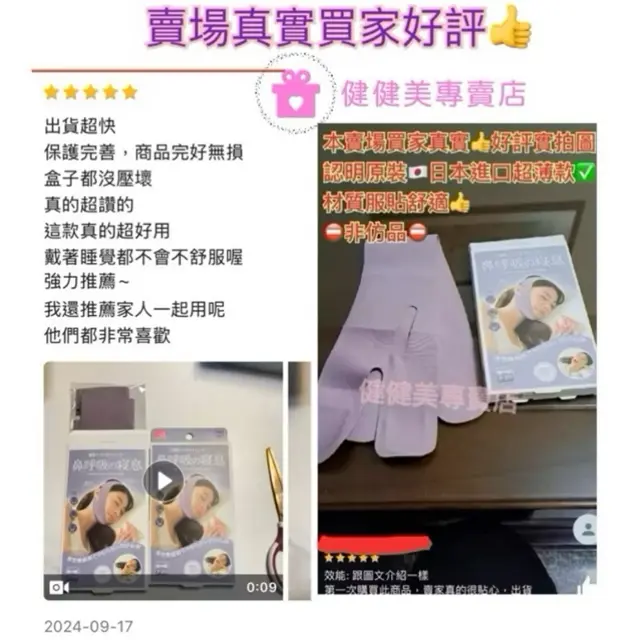 賣場真實買家好評👍
健健美專賣店
出貨超快
保護完善，商品完好無損
盒子都沒壓壞
真的超讚的
這款真的超好用
戴著睡覺都不會不舒服喔
強力推薦~
我還推薦家人一起用呢
他們都非常喜歡
本賣場買家真實👍好評實拍圖
認明原裝🇯🇵日本進口超薄款✅
材質服貼舒適👍
⛔非仿品⛔
健健美專賣店
0:09
2024-09-17
效能: 跟圖文介紹一樣
第一次購買此商品，賣家真的很貼心，出貨